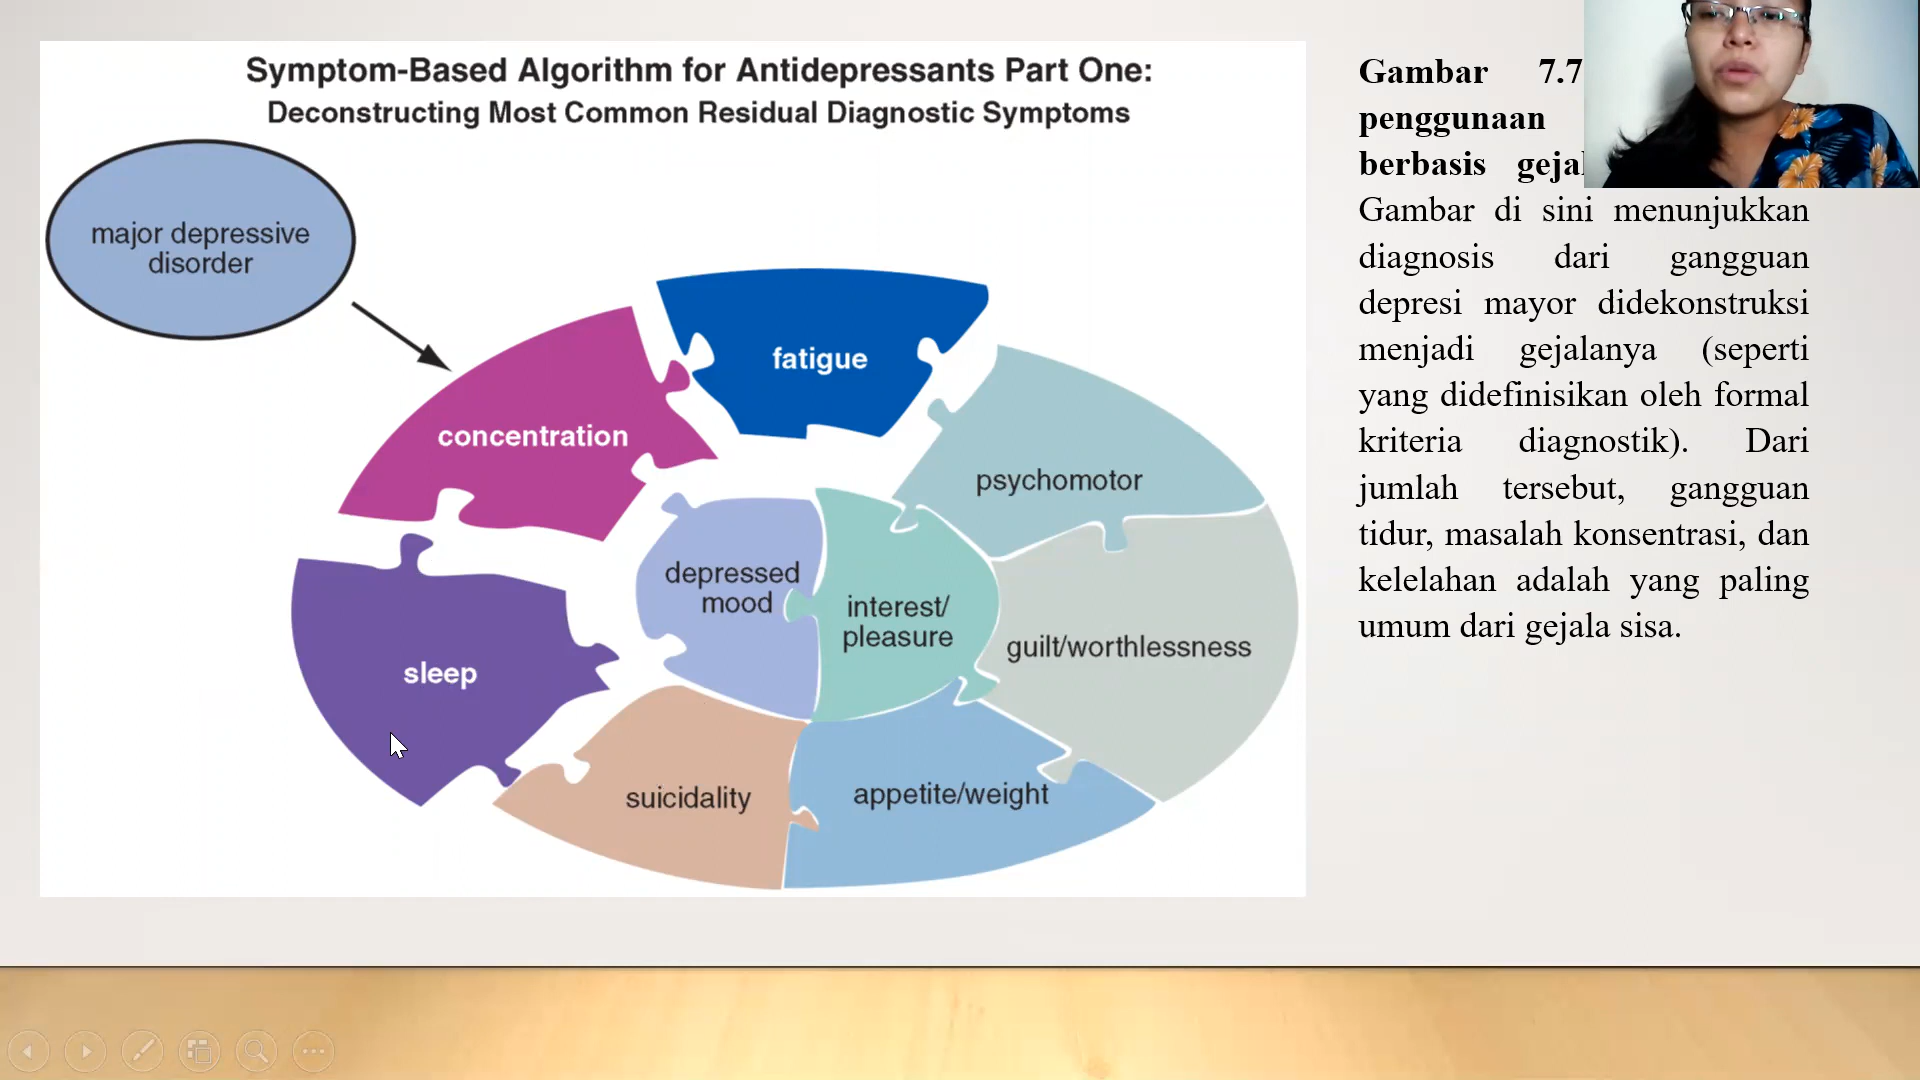 Symptom-Based Algorithm for Antidepressants Part One:
Deconstructing Most Common Residual Diagnostic Symptoms
major depressive
disorder
fatigue
concentration
psychomotor
depressed
mood
interest/
pleasure
guilt/worthlessness
sleep
suicidality
appetite/weight
Gambar 7.7
penggunaan
berbasis
Gambar di sini menunjukkan
diagnosis dari gangguan
depresi mayor didekonstruksi
menjadi gejalanya (seperti
yang didefinisikan oleh formal
kriteria diagnostik). Dari
jumlah tersebut, gangguan
tidur, masalah konsentrasi, dan
kelelahan adalah yang paling
umum dari gejala sisa.